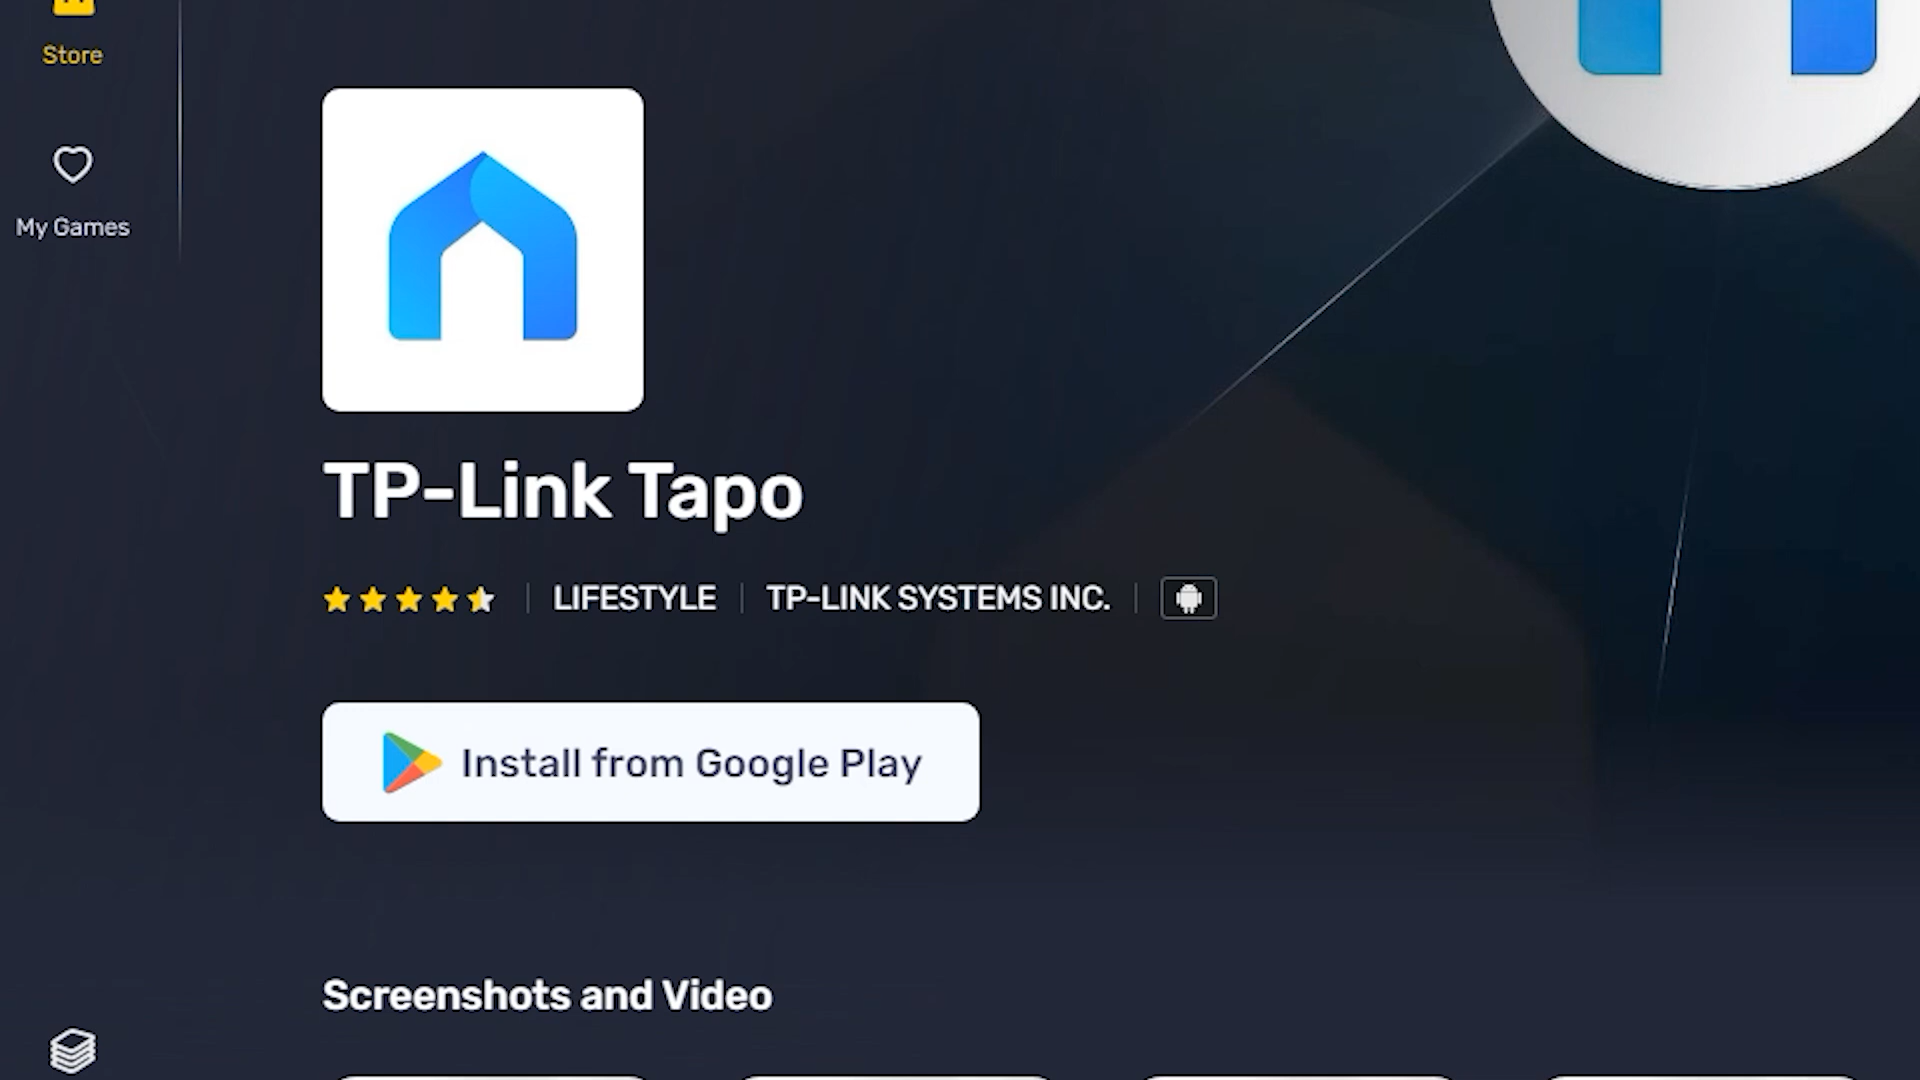 Store
My Games
TP-Link Tapo
LIFESTYLE
TP-LINK SYSTEMS INC.
Install from Google Play
Screenshots and Video